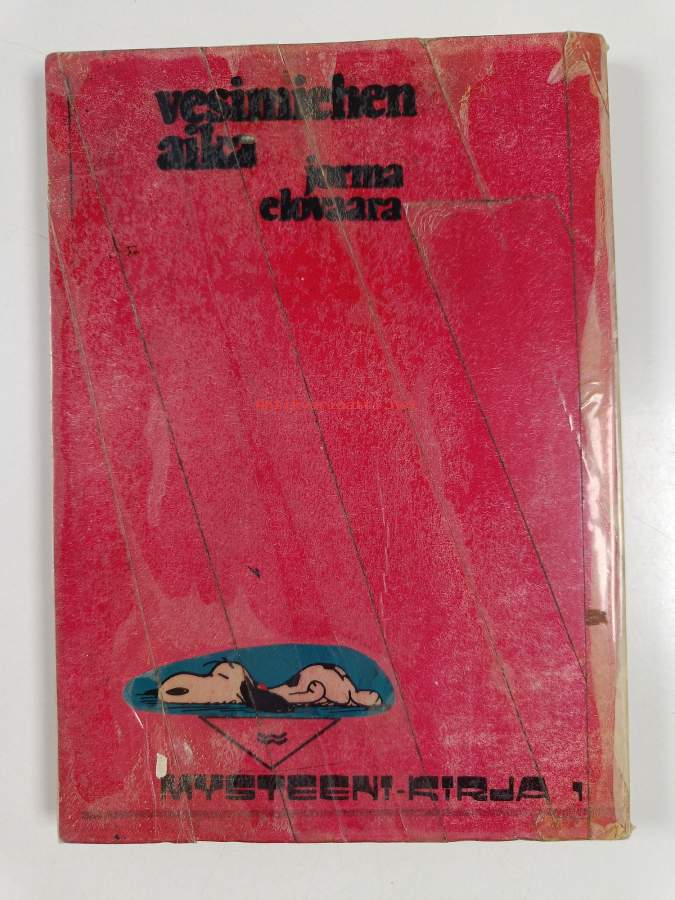 vesimiehen
aika
jorma
elovaara
MYSTEERI-KIRJA 1